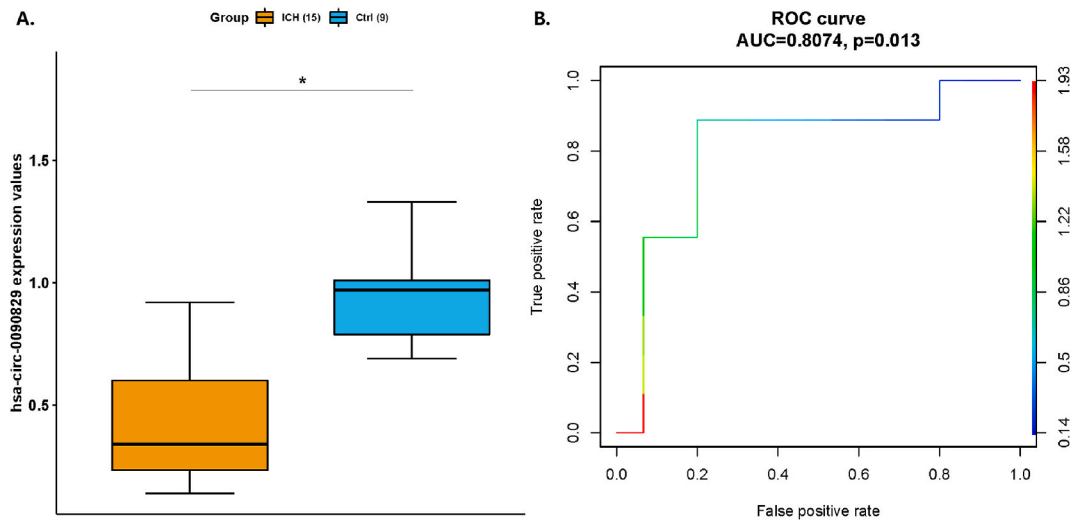 A.
Group ICH (15) Ctrl (9)
*
hsa-circ-0090829 expression values
1.5
1.0
0.5
B.
ROC curve
AUC=0.8074, p=0.013
True positive rate
1.0
0.8
0.6
0.4
0.2
0.0
0.0 0.2 0.4 0.6 0.8 1.0
False positive rate
1.93
1.58
1.22
0.86
0.5
0.14